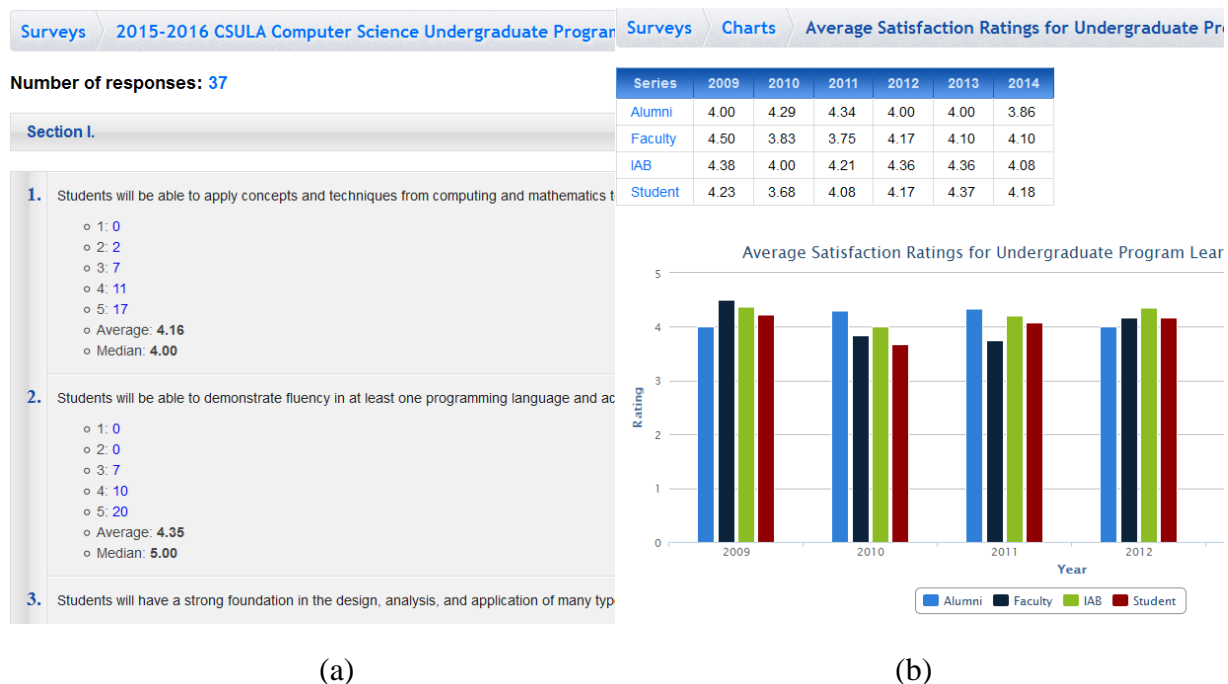 Surveys 2015-2016 CSULA Computer Science Undergraduate
Number of responses: 37
Section I.
1. Students will be able to apply concepts and techniques from computing and mathematics
1: 0
2: 2
3: 7
4: 11
5: 17
Average: 4.16
Median: 4.00
2. Students will be able to demonstrate fluency in at least one programming language and
1: 0
2: 0
3: 7
4: 10
5: 20
Average: 4.35
Median: 5.00
3. Students will have a strong foundation in the design, analysis, and application of many
(a)
Surveys Charts Average Satisfaction Ratings for Undergraduate
Series 2009 2010 2011 2012 2013 2014
Alumni 4.00 4.29 4.34 4.00 4.00 3.86
Faculty 4.50 3.83 3.75 4.17 4.10 4.10
IAB 4.38 4.00 4.21 4.36 4.36 4.08
Student 4.23 3.68 4.08 4.17 4.37 4.18
Average Satisfaction Ratings for Undergraduate Program
5
4
3
2
1
0
Rating
2009 2010 2011 2012
Year
Alumni Faculty IAB Student
(b)